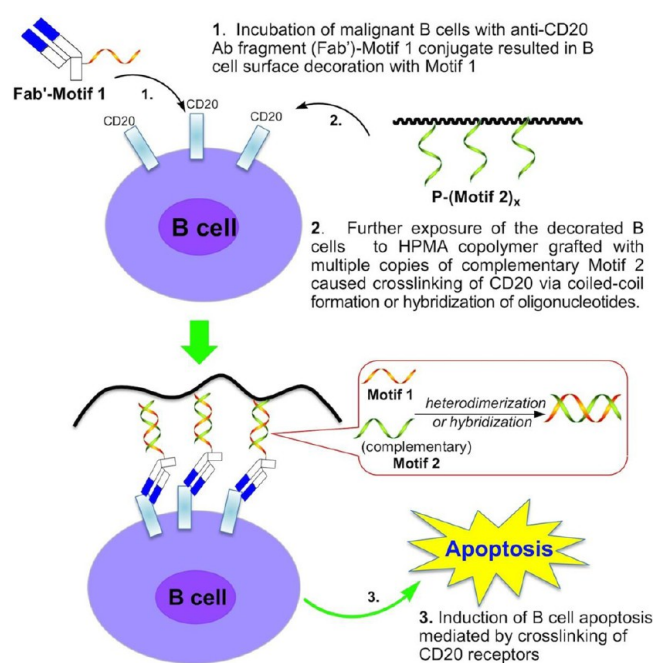 1. Incubation of malignant B cells with anti-CD20
Ab fragment (Fab')-Motif 1 conjugate resulted in B
cell surface decoration with Motif 1
Fab'-Motif 1
1.
CD20
CD20
CD20
2.
P-(Motif 2)x
B cell
2. Further exposure of the decorated B
cells to HPMA copolymer grafted with
multiple copies of complementary Motif 2
caused crosslinking of CD20 via coiled-coil
formation or hybridization of oligonucleotides.
Motif 1
heterodimerization
or hybridization
(complementary)
Motif 2
Apoptosis
B cell
3.
3. Induction of B cell apoptosis
mediated by crosslinking of
CD20 receptors